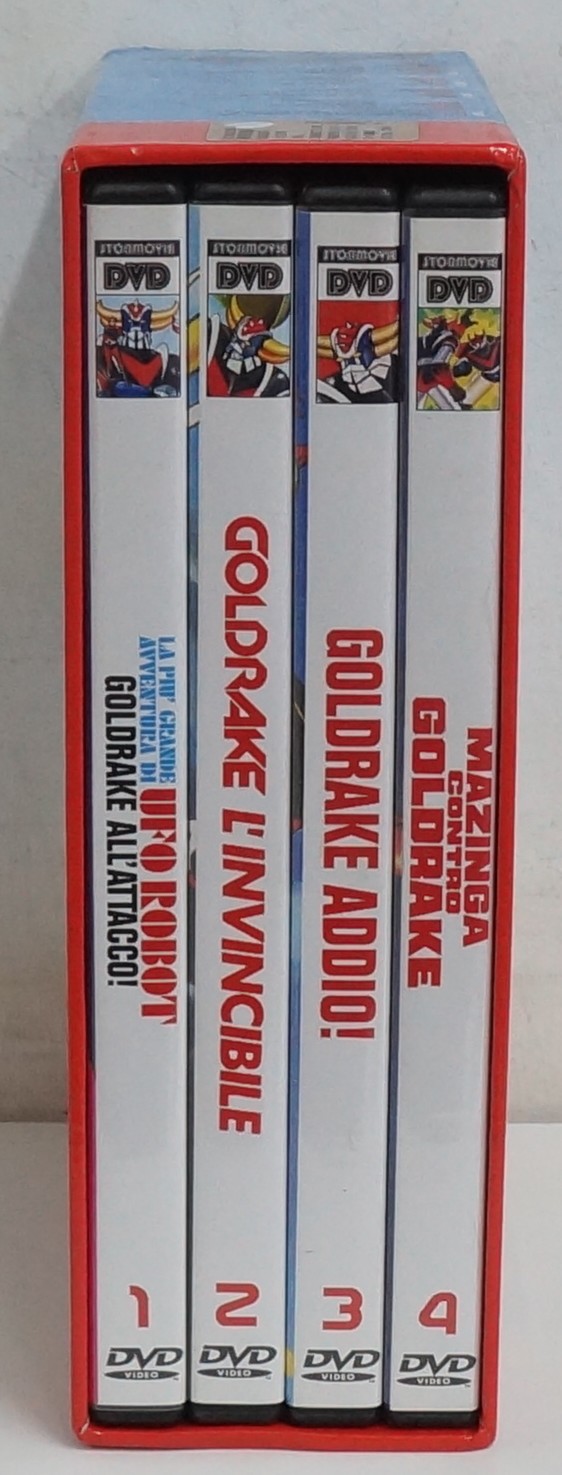 STORMOVIE
DVD
LA PIU' GRANDE
AVVENTURA DI UFO ROBOT
GOLDRAKE ALL'ATTACCO!
1
DVD
VIDEO
STORMOVIE
DVD
GOLDRAKE L'INVINCIBILE
2
DVD
VIDEO
STORMOVIE
DVD
GOLDRAKE ADDIO!
3
DVD
VIDEO
STORMOVIE
DVD
MAZINGA
CONTRO
GOLDRAKE
4
DVD
VIDEO